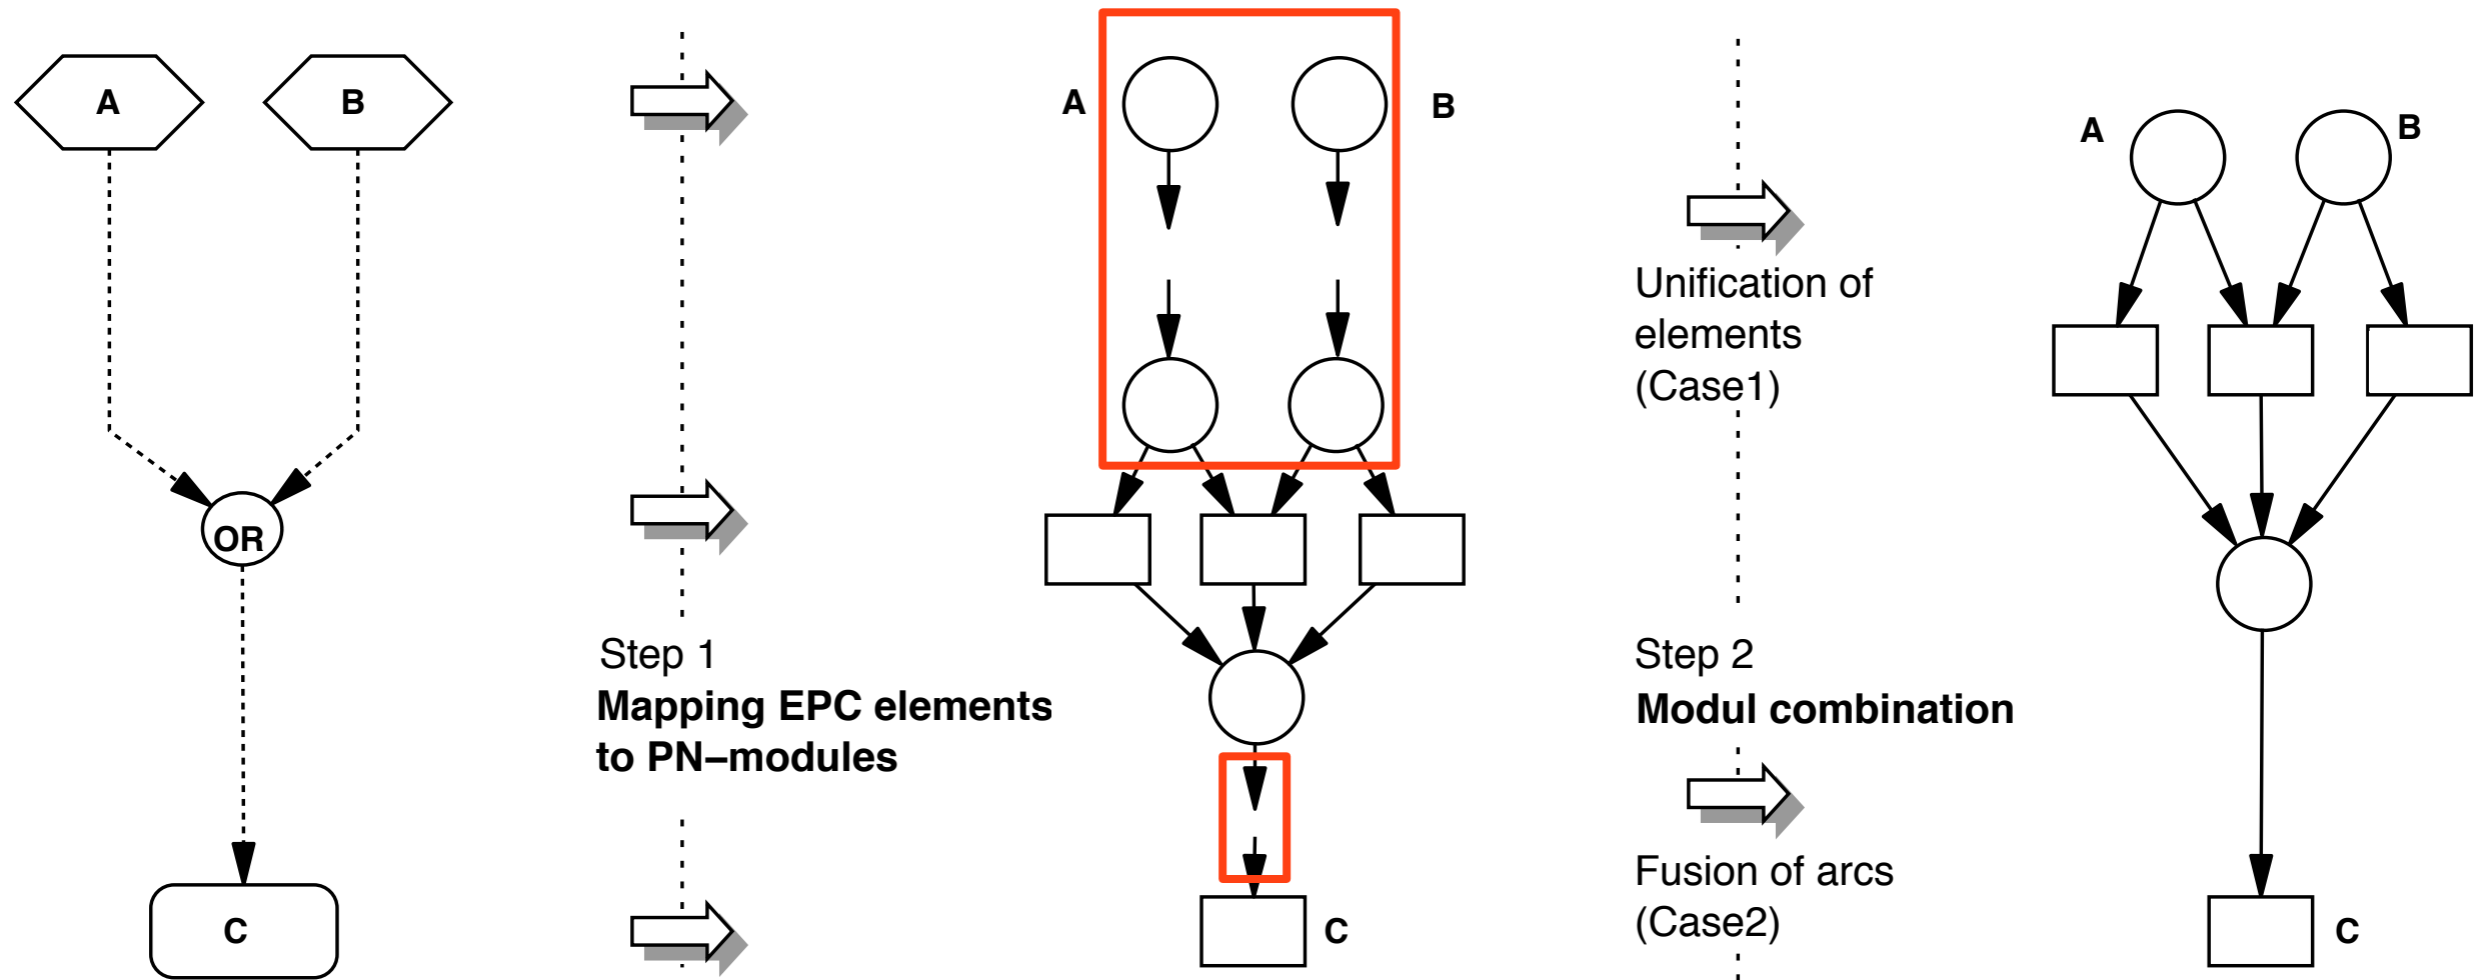 A
B
OR
C
Step 1
Mapping EPC elements
to PN–modules
A
B
C
Unification of
elements
(Case1)
Step 2
Modul combination
Fusion of arcs
(Case2)
A
B
C